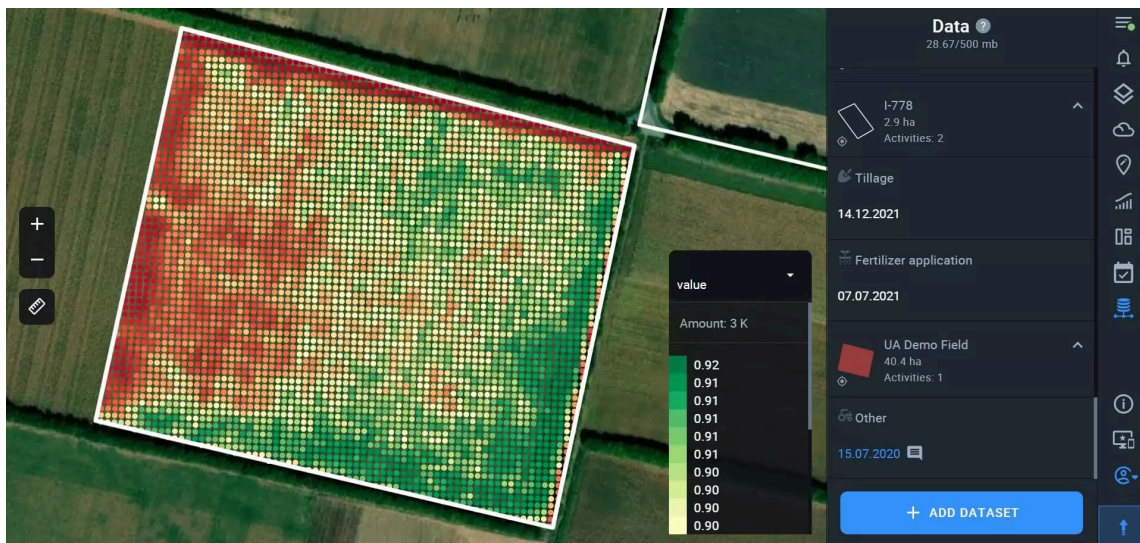 Data ?
28.67/500 mb
I-778
2.9 ha
Activities: 2
Tillage
14.12.2021
Fertilizer application
07.07.2021
UA Demo Field
40.4 ha
Activities: 1
Other
15.07.2020
+ ADD DATASET
value
Amount: 3 K
0.92
0.91
0.91
0.91
0.91
0.91
0.90
0.90
0.90
0.90